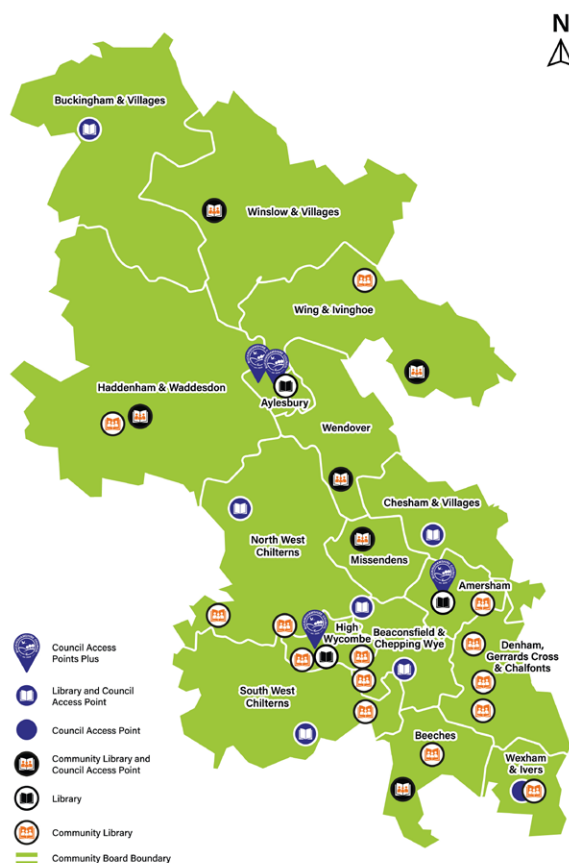 N
Buckingham & Villages
Winslow & Villages
Wing & Ivinghoe
Haddenham & Waddesdon
Aylesbury
Wendover
Chesham & Villages
North West
Chilterns
Missendens
Amersham
High
Wycombe
Beaconsfield &
Chepping Wye
Denham,
Gerrards Cross
& Chalfonts
South West
Chilterns
Beeches
Wexham
& Ivers
Council Access
Points Plus
Library and Council
Access Point
Council Access Point
Community Library and
Council Access Point
Library
Community Library
Community Board Boundary